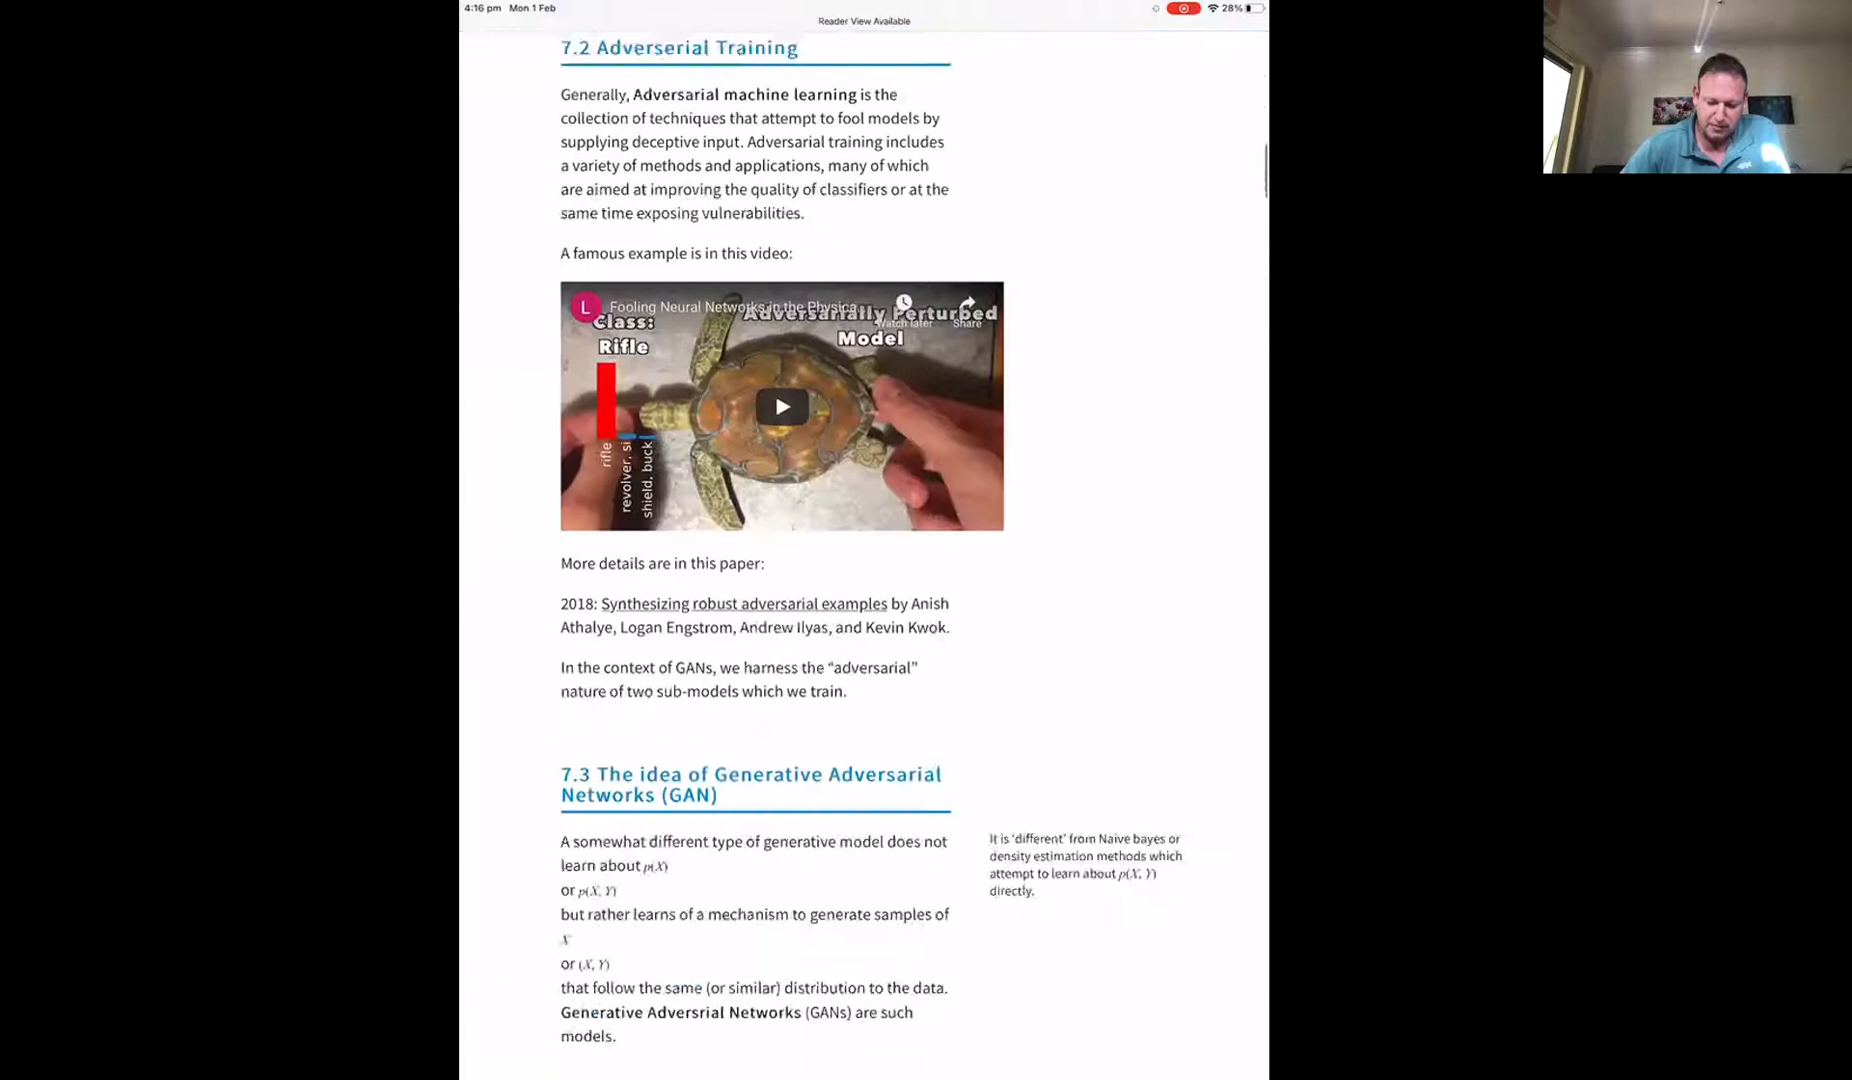 4:16 pm Mon 1 Feb
28%
Reader View Available
7.2 Adverserial Training
Generally, Adversarial machine learning is the
collection of techniques that attempt to fool models by
supplying deceptive input. Adversarial training includes
a variety of methods and applications, many of which
are aimed at improving the quality of classifiers or at the
same time exposing vulnerabilities.
A famous example is in this video:
L
Fooling Neural Networks in the Physica
Watch later
Share
Class:
Rifle
Adversarially Perturbed
Model
rifle
revolver, si
shield, buck
More details are in this paper:
2018: Synthesizing robust adversarial examples by Anish
Athalye, Logan Engstrom, Andrew Ilyas, and Kevin Kwok.
In the context of GANs, we harness the “adversarial”
nature of two sub-models which we train.
7.3 The idea of Generative Adversarial
Networks (GAN)
A somewhat different type of generative model does not
learn about p(X)
or p(X, Y)
but rather learns of a mechanism to generate samples of
X
or (X, Y)
that follow the same (or similar) distribution to the data.
Generative Adversrial Networks (GANs) are such
models.
It is ‘different’ from Naive bayes or
density estimation methods which
attempt to learn about p(X, Y)
directly.